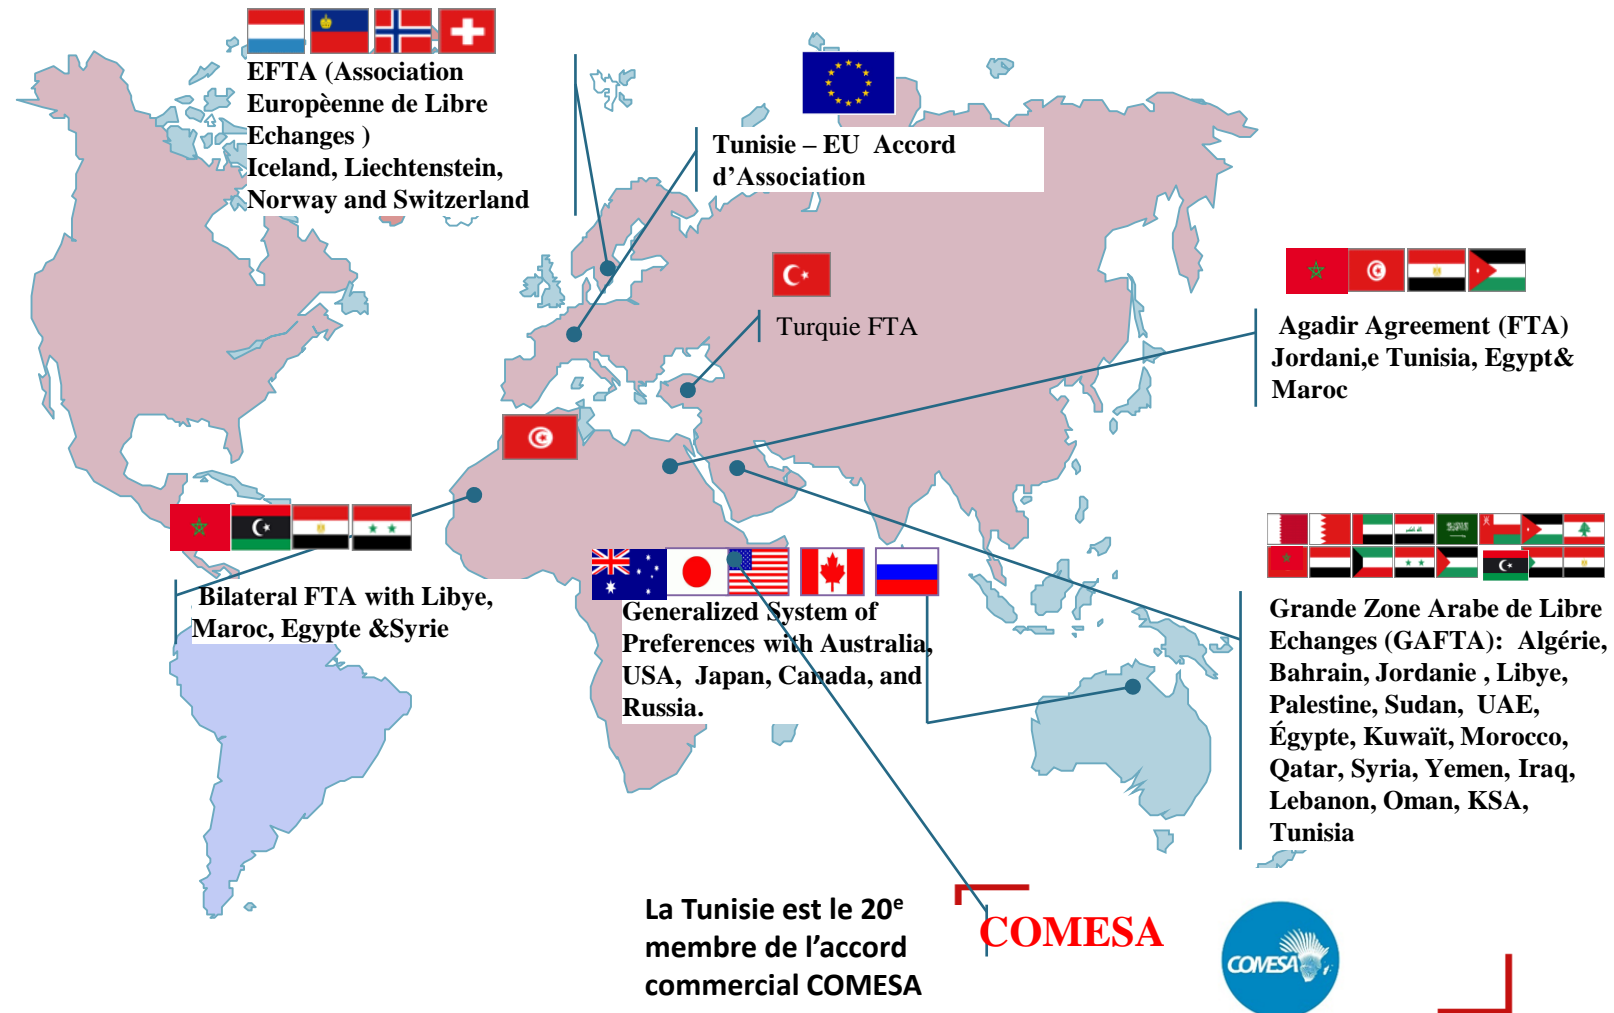 EFTA (Association
Europèenne de Libre
Echanges )
Iceland, Liechtenstein,
Norway and Switzerland
Tunisie – EU  Accord
d’Association
Turquie FTA
Agadir Agreement (FTA)
Jordani,e Tunisia, Egypt&
Maroc
Bilateral FTA with Libye,
Maroc, Egypte &Syrie
Generalized System of
Preferences with Australia,
USA,  Japan, Canada, and
Russia.
Grande Zone Arabe de Libre
Echanges (GAFTA):  Algérie,
Bahrain, Jordanie , Libye,
Palestine, Sudan,  UAE,
Égypte, Kuwaït, Morocco,
Qatar, Syria, Yemen, Iraq,
Lebanon, Oman, KSA,
Tunisia
La Tunisie est le 20e
membre de l’accord
commercial COMESA
COMESA
COMESA